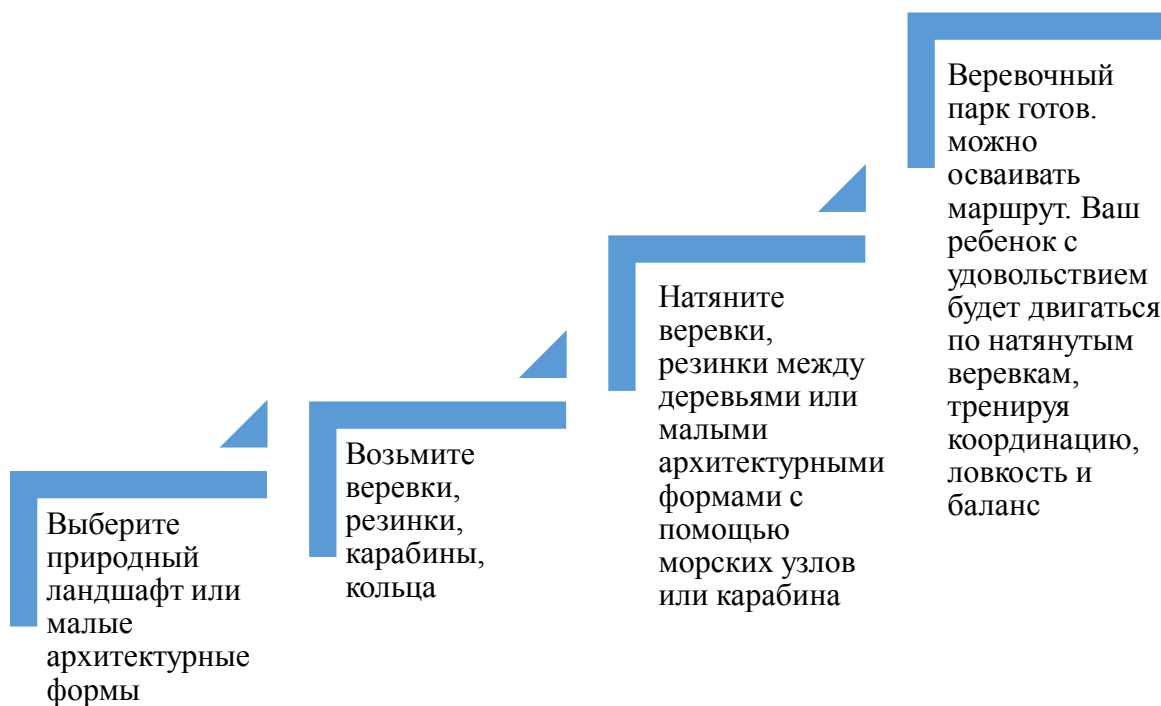 Выберите
природный
ландшафт или
малые
архитектурные
формы
Возьмите
веревки,
резинки,
карабины,
кольца
Натяните
веревки,
резинки между
деревьями или
малыми
архитектурными
формами с
помощью
морских узлов
или карабина
Веревочный
парк готов.
можно
осваивать
маршрут. Ваш
ребенок с
удовольствием
будет двигаться
по натянутым
веревкам,
тренируя
координацию,
ловкость и
баланс